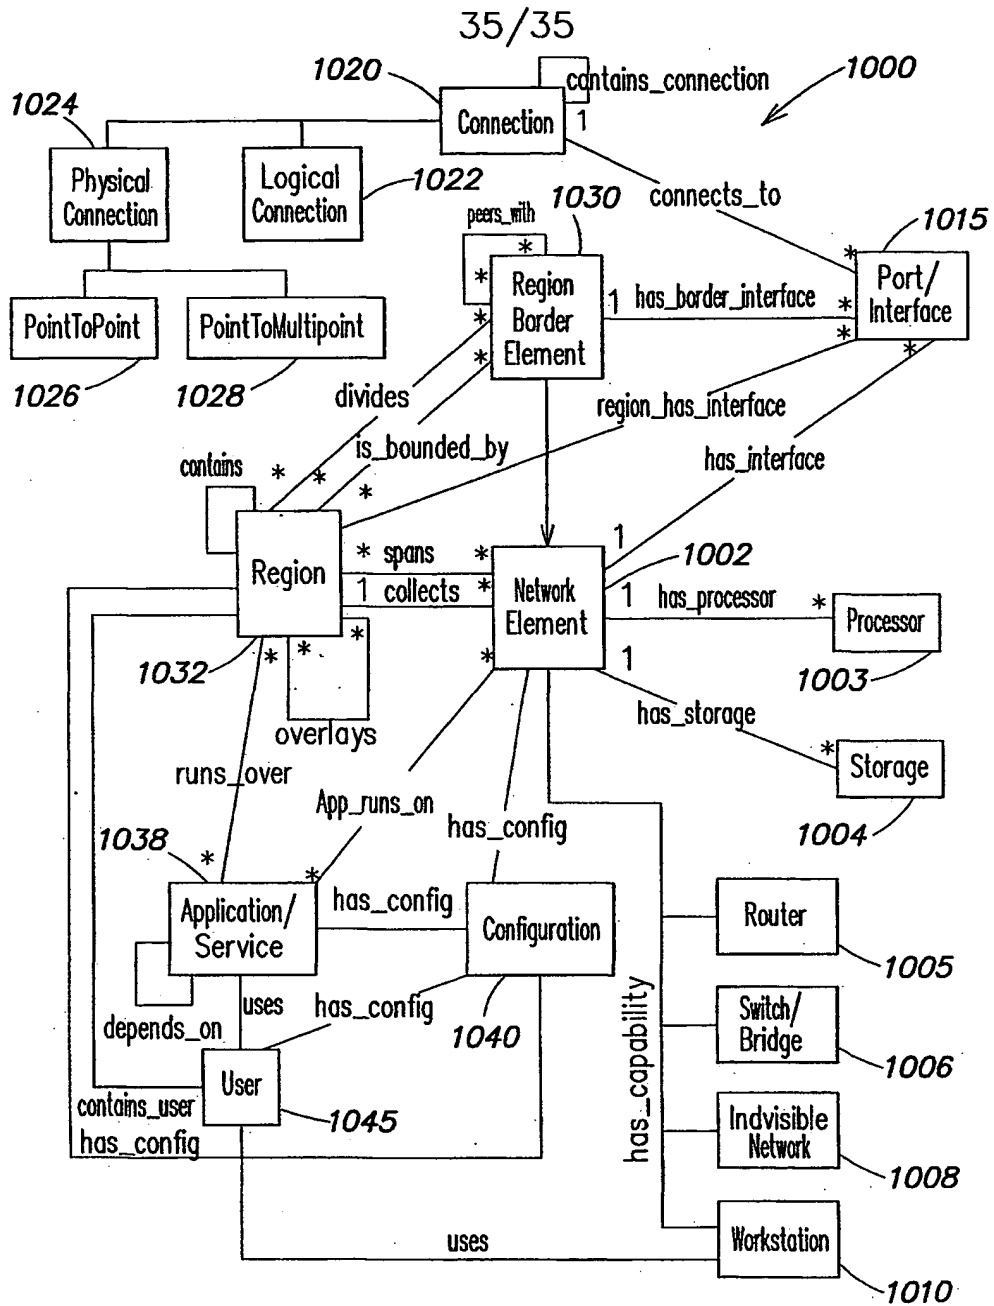 35/35
1020
contains_connection
1000
1024
Connection
1
Physical
Connection
Logical
Connection
1022
connects_to
1030
1015
peers_with
*
*
*
Region
Border
Element
1
has_border_interface
*
Port/
Interface
PointToPoint
PointToMultipoint
*
*
*
*
1026
1028
divides
region_has_interface
is_bounded_by
has_interface
contains
*
*
*
Region
* spans *
1 collects *
1
1002
Network
Element
1
has_processor
*
Processor
1003
1032
*
*
*
*
1
has_storage
overlays
*
Storage
runs_over
App_runs_on
1004
has_config
1038
*
*
Application/
Service
has_config
Configuration
Router
1005
uses
has_config
1040
depends_on
has_capability
Switch/
Bridge
1006
User
contains_user
1045
has_config
Indvisible
Network
1008
uses
Workstation
1010